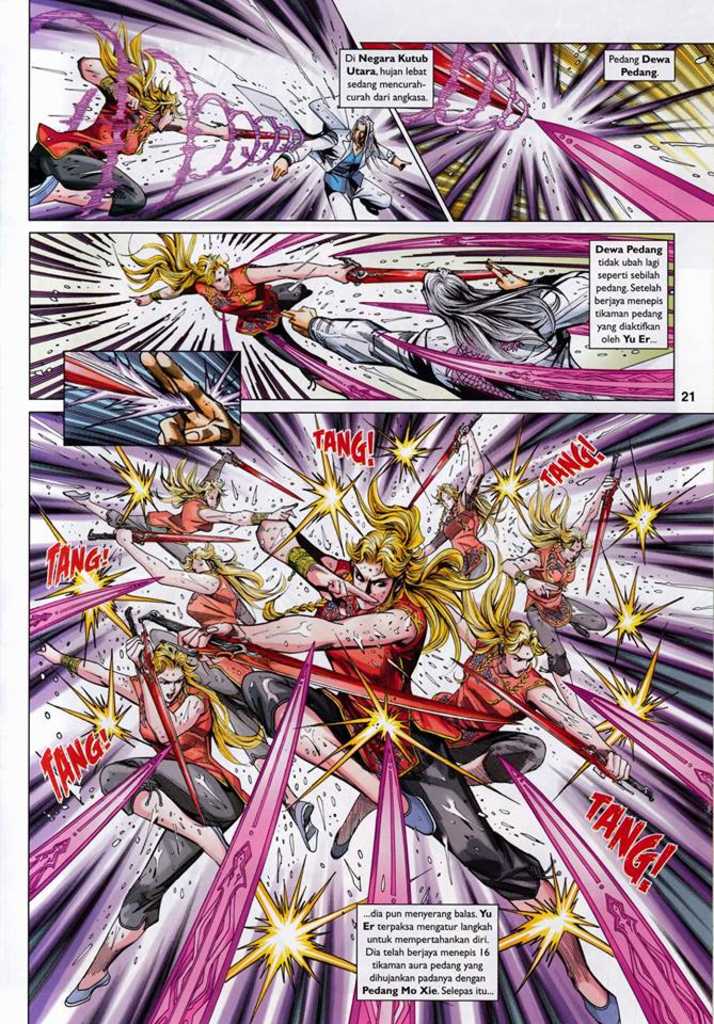 Di Negara Kutub
Utara, hujan lebat
sedang mencurah-
curah dari angkasa.
Pedang Dewa
Pedang.
Dewa Pedang
tidak ubah lagi
seperti sebilah
pedang. Setelah
berjaya menepis
tikaman pedang
yang diaktifkan
oleh Yu Er...
21
TANG!
TANG!
TANG!
TANG!
TANG!
...dia pun menyerang balas. Yu
Er terpaksa mengatur langkah
untuk mempertahankan diri.
Dia telah berjaya menepis 16
tikaman aura pedang yang
dihujankan padanya dengan
Pedang Mo Xie. Selepas itu...